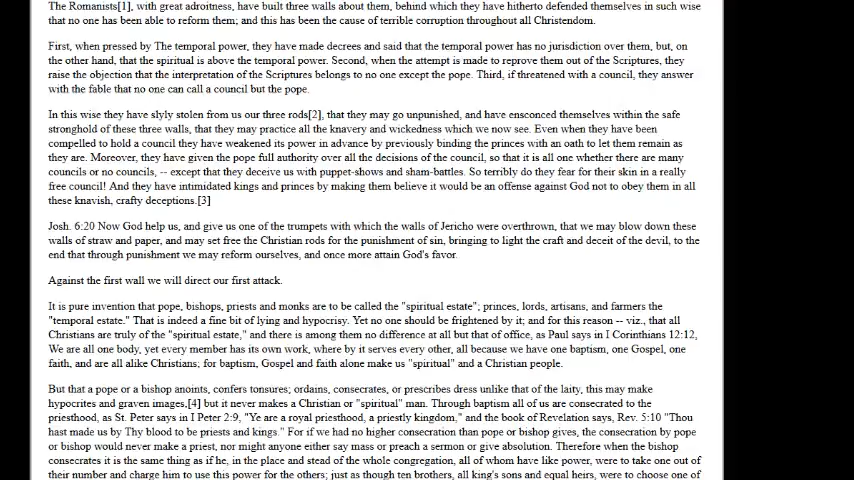 The Romanists[1], with great adroitness, have built three walls about them, behind which they have hitherto defended themselves in such wise
that no one has been able to reform them; and this has been the cause of terrible corruption throughout all Christendom.
First, when pressed by The temporal power, they have made decrees and said that the temporal power has no jurisdiction over them, but, on
the other hand, that the spiritual is above the temporal power. Second, when the attempt is made to reprove them out of the Scriptures, they
raise the objection that the interpretation of the Scriptures belongs to no one except the pope. Third, if threatened with a council, they answer
with the fable that no one can call a council but the pope.
In this wise they have slyly stolen from us our three rods[2], that they may go unpunished, and have ensconced themselves within the safe
stronghold of these three walls, that they may practice all the knavery and wickedness which we now see. Even when they have been
compelled to hold a council they have weakened its power in advance by previously binding the princes with an oath to let them remain as
they are. Moreover, they have given the pope full authority over all the decisions of the council, so that it is all one whether there are many
councils or no councils, -- except that they deceive us with puppet-shows and sham-battles. So terribly do they fear for their skin in a really
free council! And they have intimidated kings and princes by making them believe it would be an offense against God not to obey them in all
these knavish, crafty deceptions.[3]
Josh. 6:20 Now God help us, and give us one of the trumpets with which the walls of Jericho were overthrown, that we may blow down these
walls of straw and paper, and may set free the Christian rods for the punishment of sin, bringing to light the craft and deceit of the devil, to the
end that through punishment we may reform ourselves, and once more attain God's favor.
Against the first wall we will direct our first attack.
It is pure invention that pope, bishops, priests and monks are to be called the "spiritual estate"; princes, lords, artisans, and farmers the
"temporal estate." That is indeed a fine bit of lying and hypocrisy. Yet no one should be frightened by it; and for this reason -- viz., that all
Christians are truly of the "spiritual estate," and there is among them no difference at all but that of office, as Paul says in I Corinthians 12:12,
We are all one body, yet every member has its own work, where by it serves every other, all because we have one baptism, one Gospel, one
faith, and are all alike Christians; for baptism, Gospel and faith alone make us "spiritual" and a Christian people.
But that a pope or a bishop anoints, confers tonsures; ordains, consecrates, or prescribes dress unlike that of the laity, this may make
hypocrites and graven images,[4] but it never makes a Christian or "spiritual" man. Through baptism all of us are consecrated to the
priesthood, as St. Peter says in I Peter 2:9, "Ye are a royal priesthood, a priestly kingdom," and the book of Revelation says, Rev. 5:10 "Thou
hast made us by Thy blood to be priests and kings." For if we had no higher consecration than pope or bishop gives, the consecration by pope
or bishop would never make a priest, nor might anyone either say mass or preach a sermon or give absolution. Therefore when the bishop
consecrates it is the same thing as if he, in the place and stead of the whole congregation, all of whom have like power, were to take one out of
their number and charge him to use this power for the others; just as though ten brothers, all king's sons and equal heirs, were to choose one of